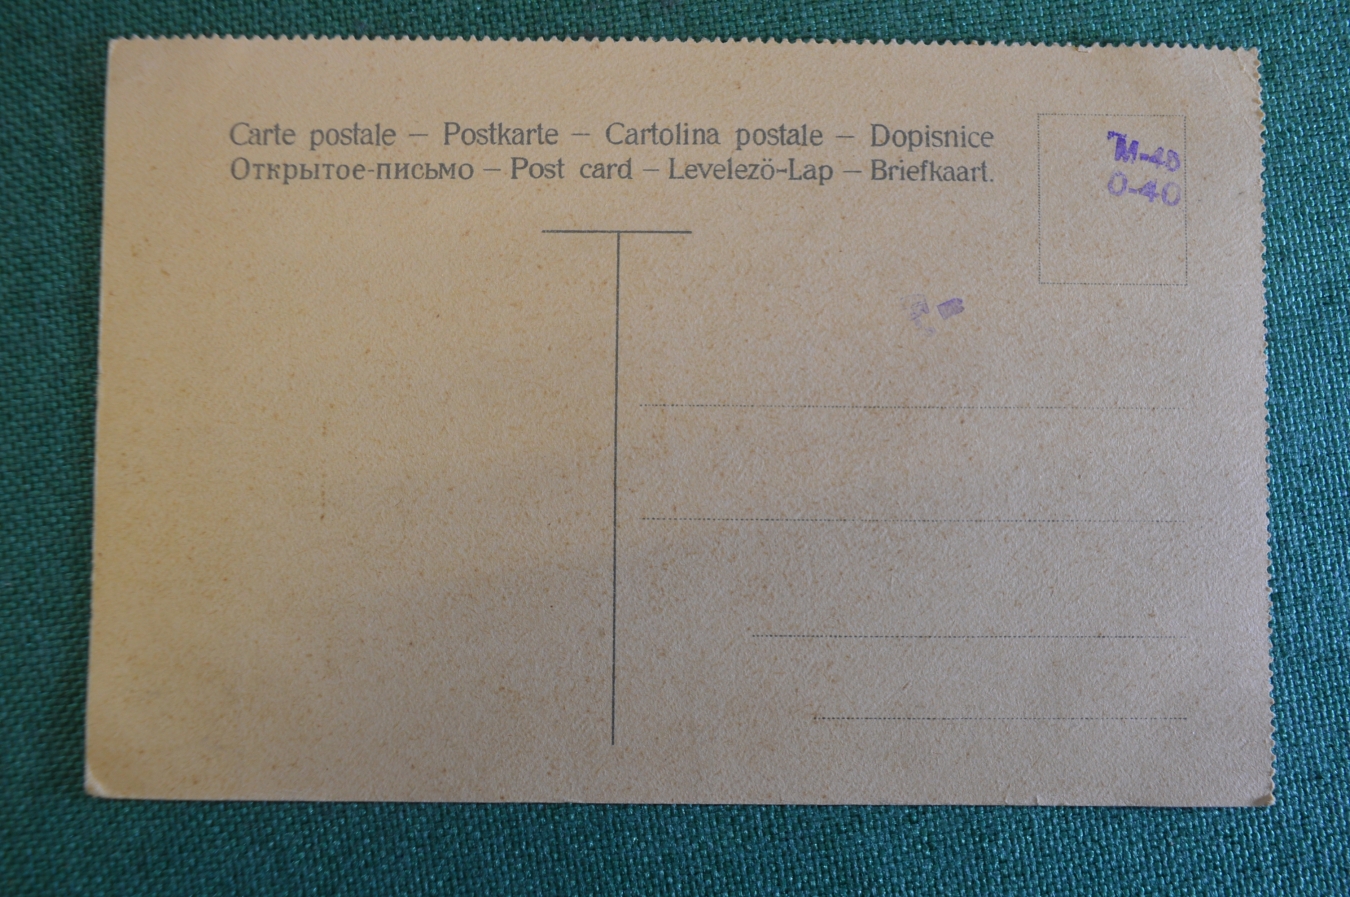 Carte postale – Postkarte – Cartolina postale – Dopisnice
Открытое-письмо – Post card – Levelezö-Lap – Briefkaart.
0-40